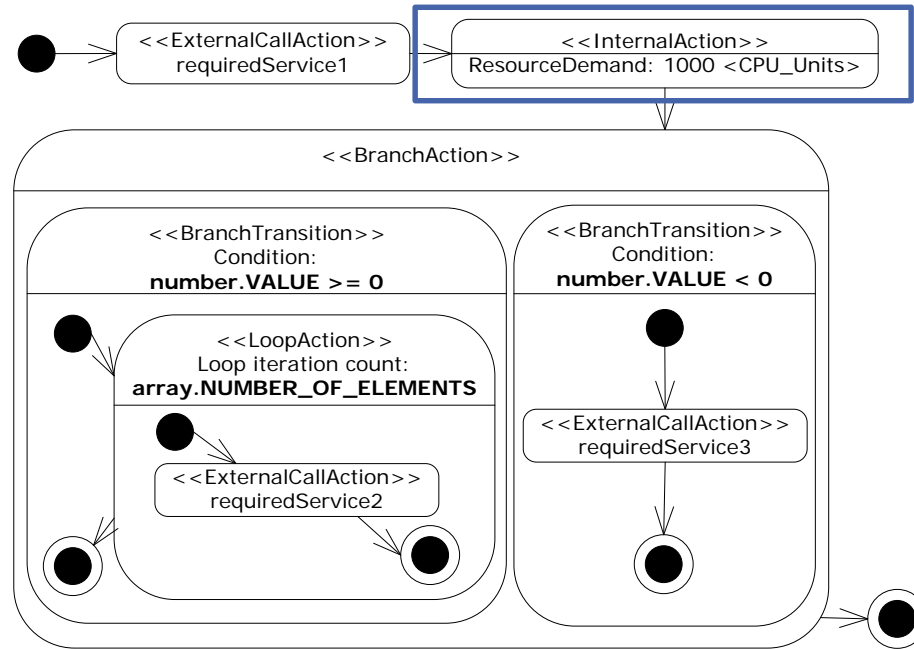 <<ExternalCallAction>>
requiredService1
<<InternalAction>>
ResourceDemand: 1000 <CPU_Units>
<<BranchAction>>
<<BranchTransition>>
Condition:
number.VALUE >= 0
<<LoopAction>>
Loop iteration count:
array.NUMBER_OF_ELEMENTS
<<ExternalCallAction>>
requiredService2
<<BranchTransition>>
Condition:
number.VALUE < 0
<<ExternalCallAction>>
requiredService3